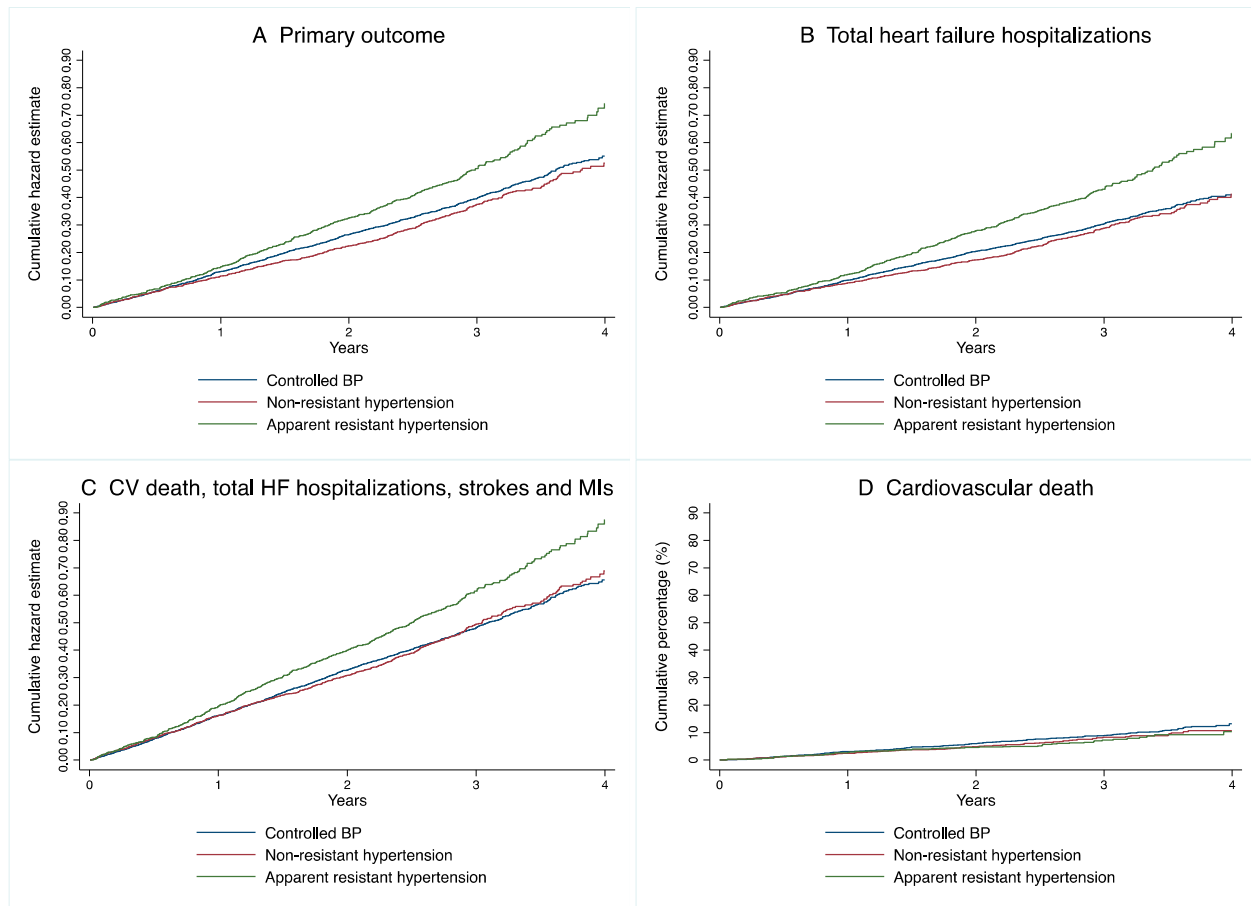 A Primary outcome
Cumulative hazard estimate
0.00 0.10 0.20 0.30 0.40 0.50 0.60 0.70 0.80 0.90
0 1 2 3 4
Years
Controlled BP
Non-resistant hypertension
Apparent resistant hypertension
B Total heart failure hospitalizations
Cumulative hazard estimate
0.00 0.10 0.20 0.30 0.40 0.50 0.60 0.70 0.80 0.90
0 1 2 3 4
Years
Controlled BP
Non-resistant hypertension
Apparent resistant hypertension
C CV death, total HF hospitalizations, strokes and MIs
Cumulative hazard estimate
0.00 0.10 0.20 0.30 0.40 0.50 0.60 0.70 0.80 0.90
0 1 2 3 4
Years
Controlled BP
Non-resistant hypertension
Apparent resistant hypertension
D Cardiovascular death
Cumulative percentage (%)
0 10 20 30 40 50 60 70 80 90
0 1 2 3 4
Years
Controlled BP
Non-resistant hypertension
Apparent resistant hypertension